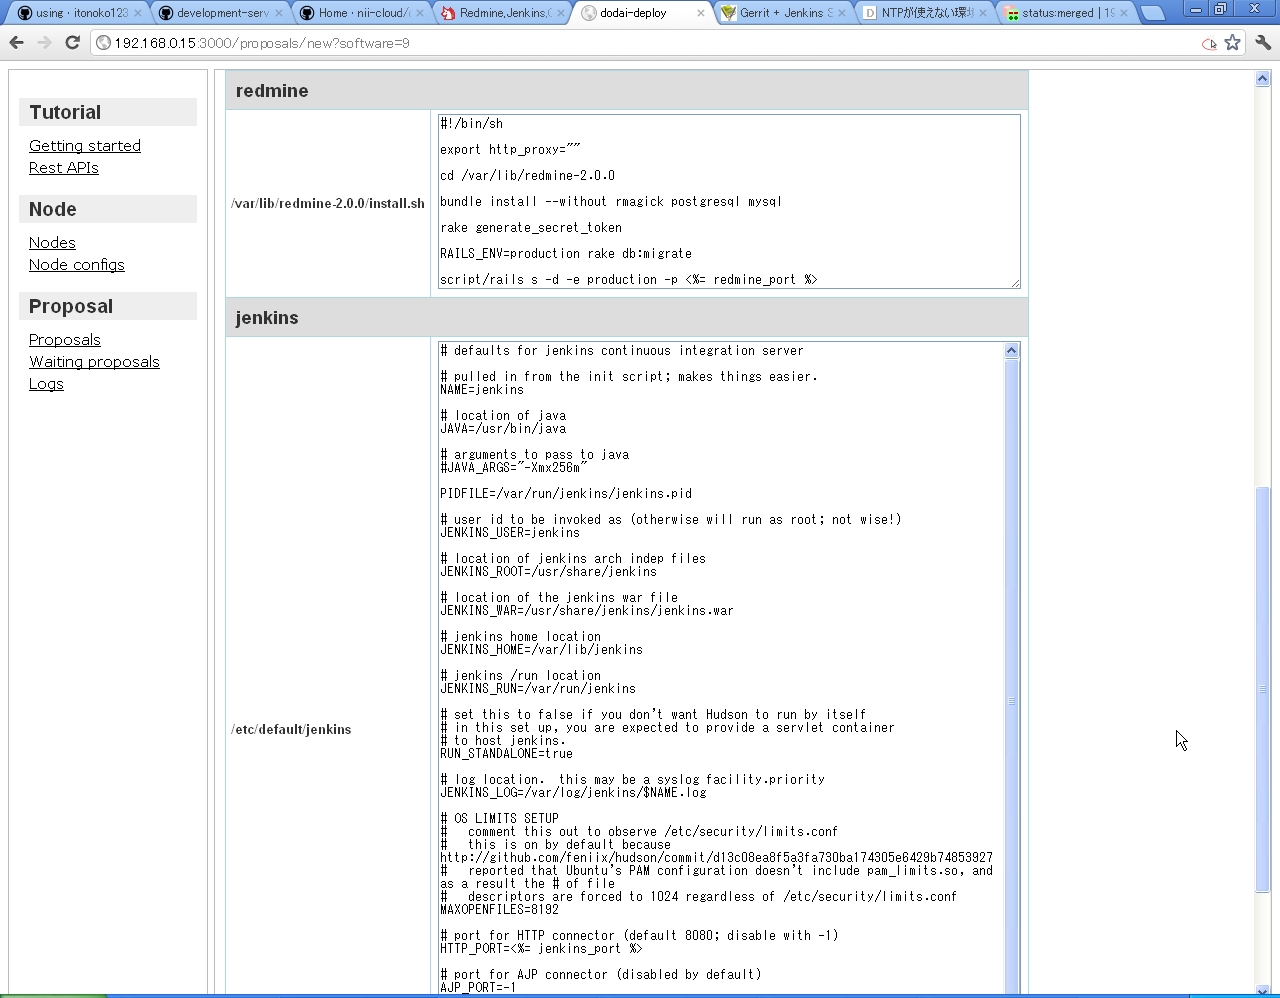 using · itonoko123
development-serv
Home · nii-cloud/
Redmine,Jenkins,
dodai-deploy
Gerrit + Jenkins S
NTPが使えない環
status:merged | 19
192.168.0.15:3000/proposals/new?software=9
Tutorial
Getting started
Rest APIs
Node
Nodes
Node configs
Proposal
Proposals
Waiting proposals
Logs
redmine
/var/lib/redmine-2.0.0/install.sh
#!/bin/sh
export http_proxy=""
cd /var/lib/redmine-2.0.0
bundle install --without rmagick postgresql mysql
rake generate_secret_token
RAILS_ENV=production rake db:migrate
script/rails s -d -e production -p <%= redmine_port %>
jenkins
/etc/default/jenkins
# defaults for jenkins continuous integration server
# pulled in from the init script; makes things easier.
NAME=jenkins
# location of java
JAVA=/usr/bin/java
# arguments to pass to java
#JAVA_ARGS="-Xmx256m"
PIDFILE=/var/run/jenkins/jenkins.pid
# user id to be invoked as (otherwise will run as root; not wise!)
JENKINS_USER=jenkins
# location of jenkins arch indep files
JENKINS_ROOT=/usr/share/jenkins
# location of the jenkins war file
JENKINS_WAR=/usr/share/jenkins/jenkins.war
# jenkins home location
JENKINS_HOME=/var/lib/jenkins
# jenkins /run location
JENKINS_RUN=/var/run/jenkins
# set this to false if you don't want Hudson to run by itself
# in this set up, you are expected to provide a servlet container
# to host jenkins.
RUN_STANDALONE=true
# log location.  this may be a syslog facility.priority
JENKINS_LOG=/var/log/jenkins/$NAME.log
# OS LIMITS SETUP
#   comment this out to observe /etc/security/limits.conf
#   this is on by default because
http://github.com/feniix/hudson/commit/d13c08ea8f5a3fa730ba174305e6429b74853927
#   reported that Ubuntu's PAM configuration doesn't include pam_limits.so, and
as a result the # of file
#   descriptors are forced to 1024 regardless of /etc/security/limits.conf
MAXOPENFILES=8192
# port for HTTP connector (default 8080; disable with -1)
HTTP_PORT=<%= jenkins_port %>
# port for AJP connector (disabled by default)
AJP_PORT=-1